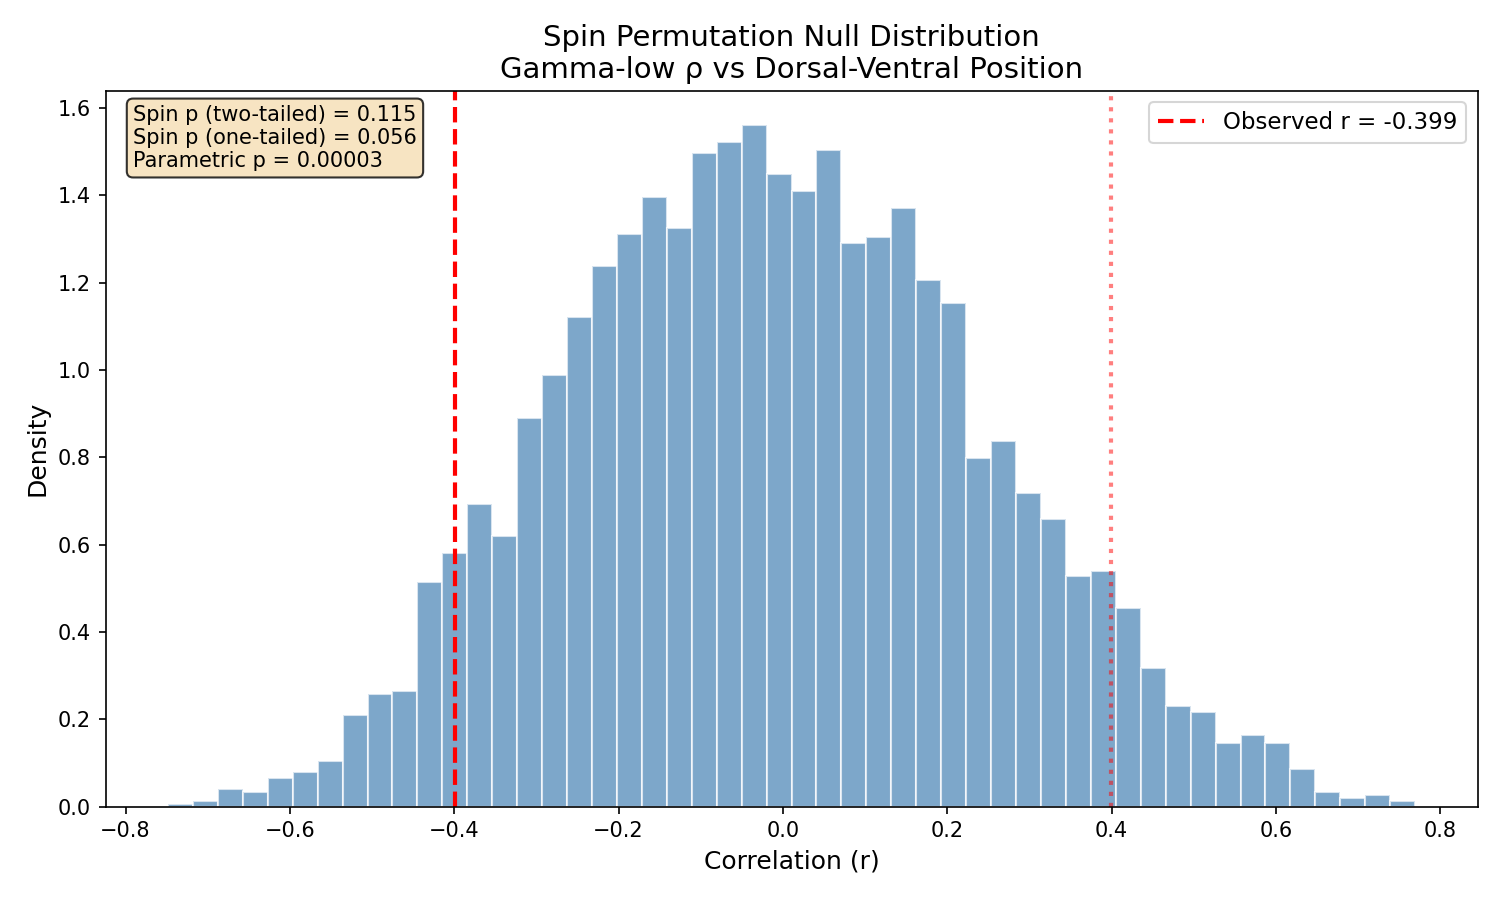 Spin Permutation Null Distribution
Gamma-low ρ vs Dorsal-Ventral Position
Spin p (two-tailed) = 0.115
Spin p (one-tailed) = 0.056
Parametric p = 0.00003
Observed r = -0.399
1.6
1.4
1.2
1.0
0.8
0.6
0.4
0.2
0.0
Density
−0.8 −0.6 −0.4 −0.2 0.0 0.2 0.4 0.6 0.8
Correlation (r)